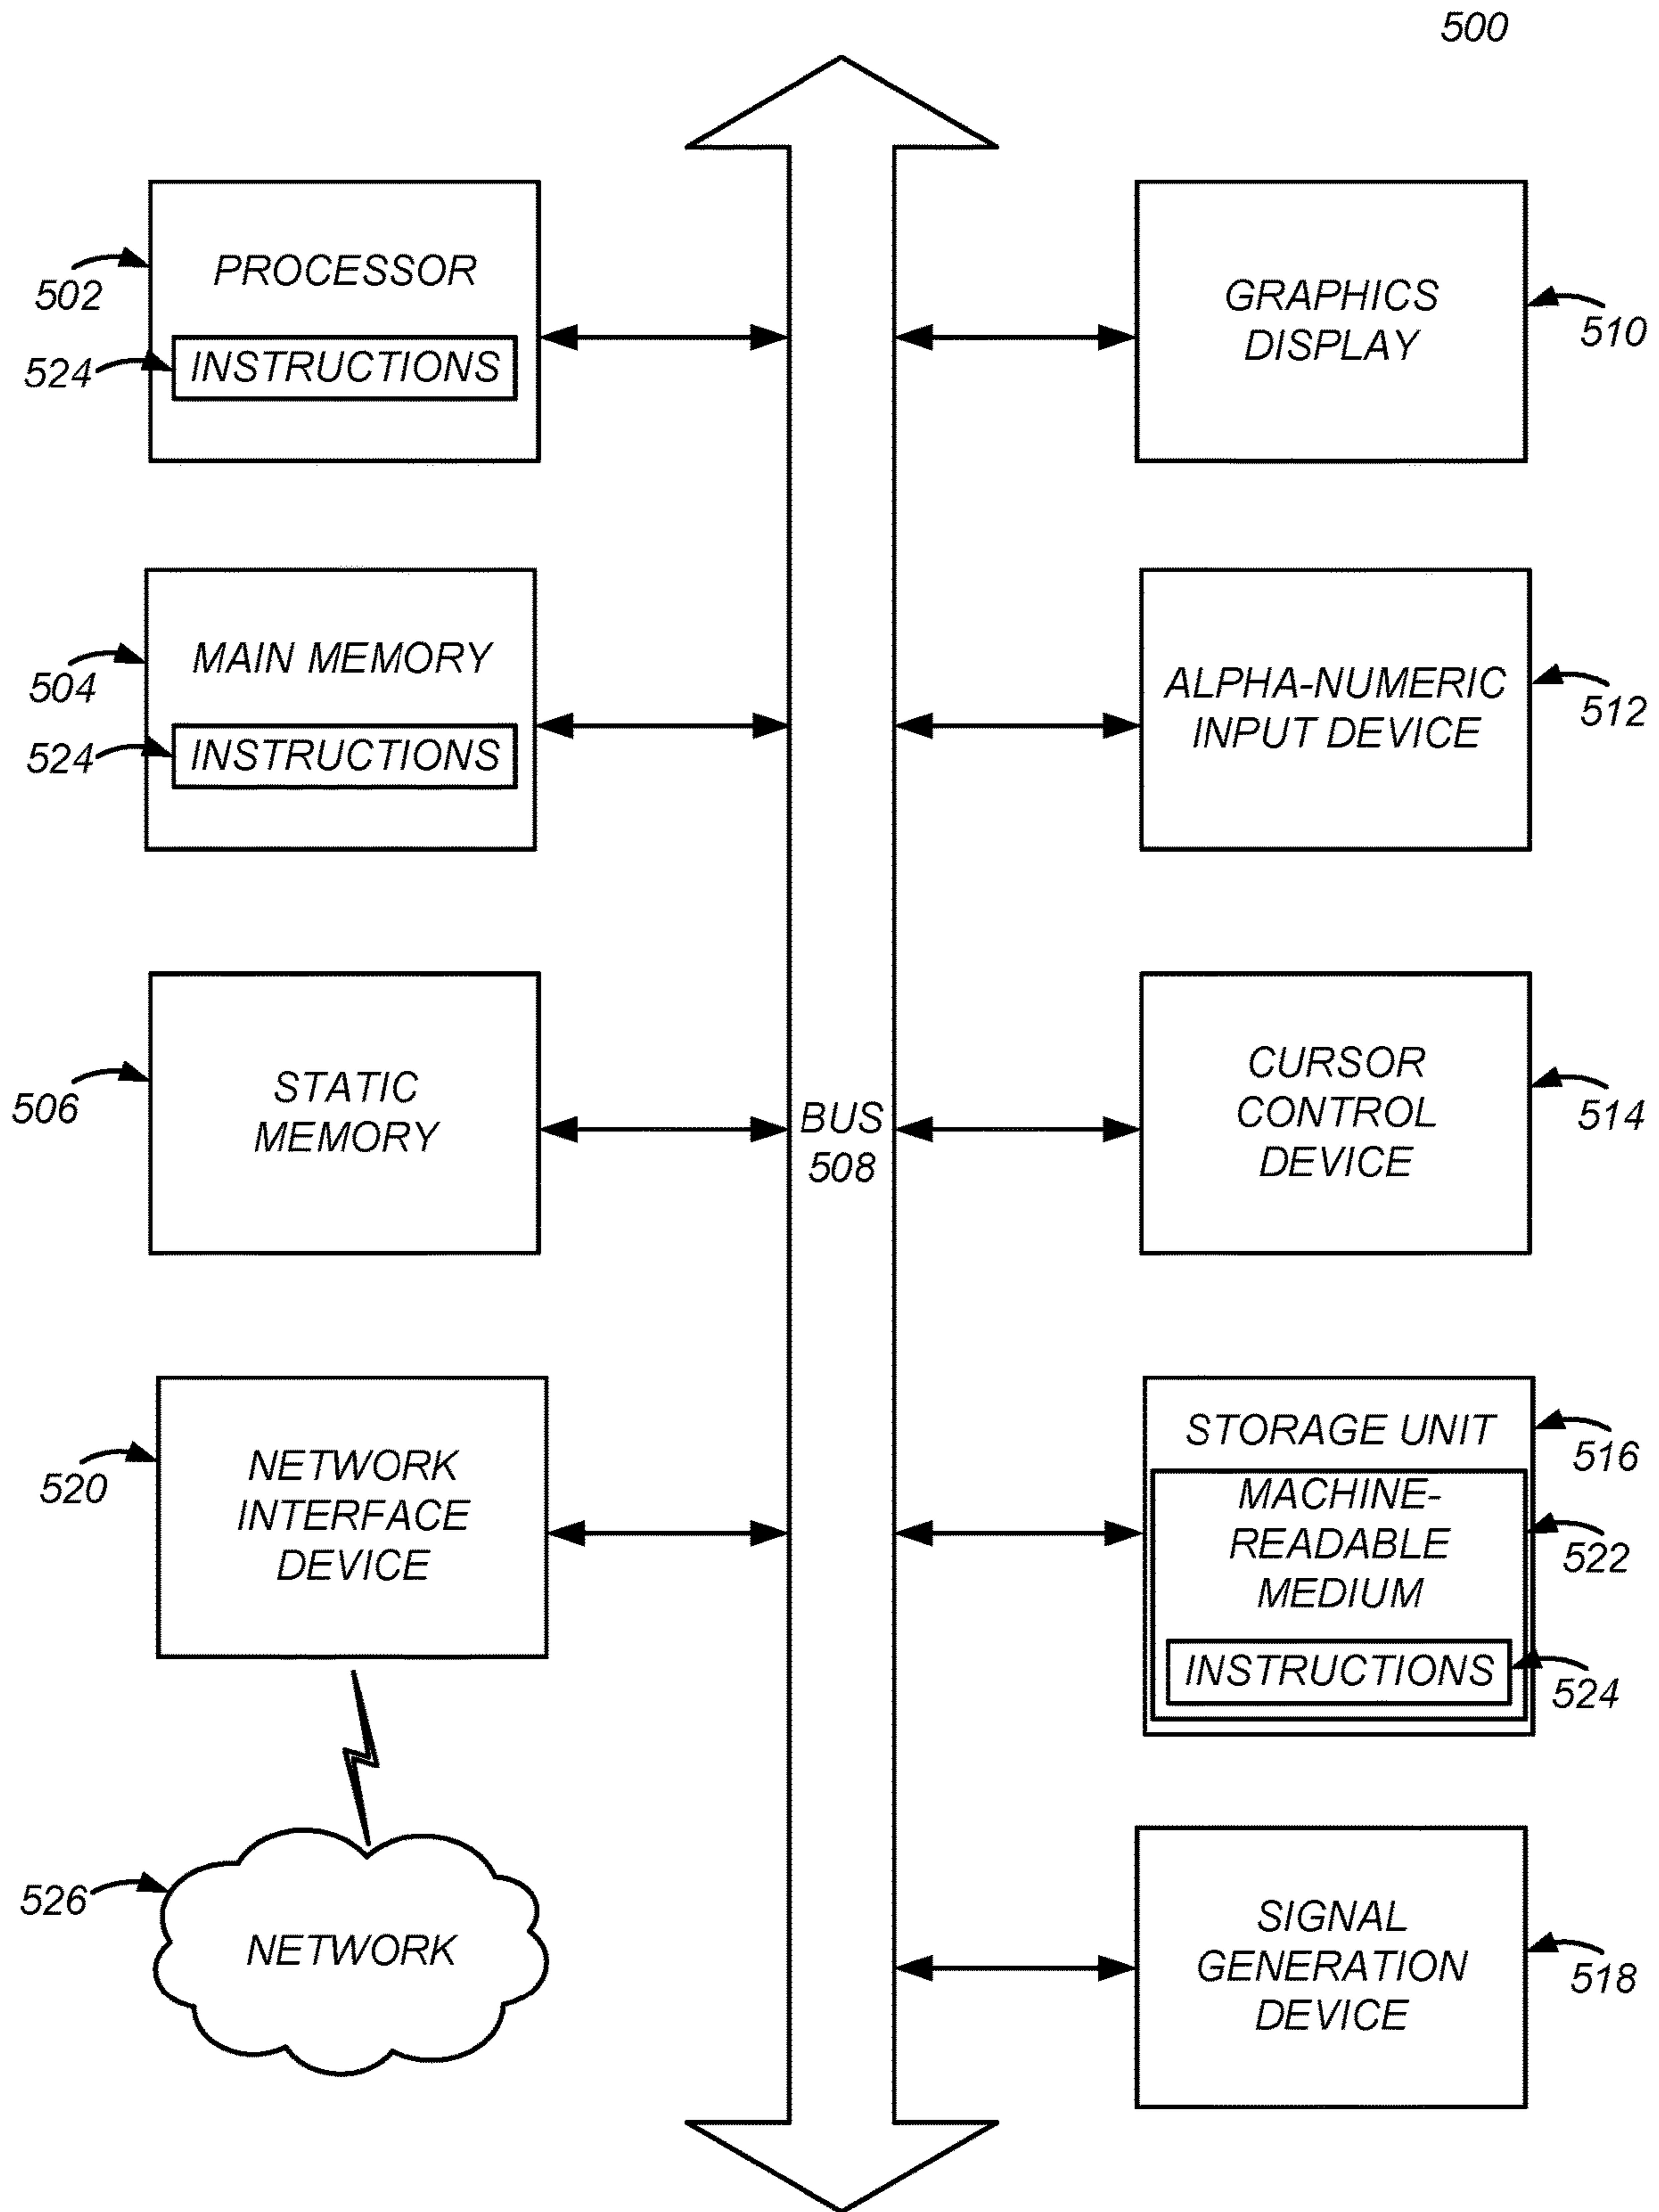 500
PROCESSOR
502
INSTRUCTIONS
524
GRAPHICS
DISPLAY
510
MAIN MEMORY
504
INSTRUCTIONS
524
ALPHA-NUMERIC
INPUT DEVICE
512
STATIC
MEMORY
506
BUS
508
CURSOR
CONTROL
DEVICE
514
NETWORK
INTERFACE
DEVICE
520
STORAGE UNIT
516
MACHINE-
READABLE
MEDIUM
522
INSTRUCTIONS
524
NETWORK
526
SIGNAL
GENERATION
DEVICE
518